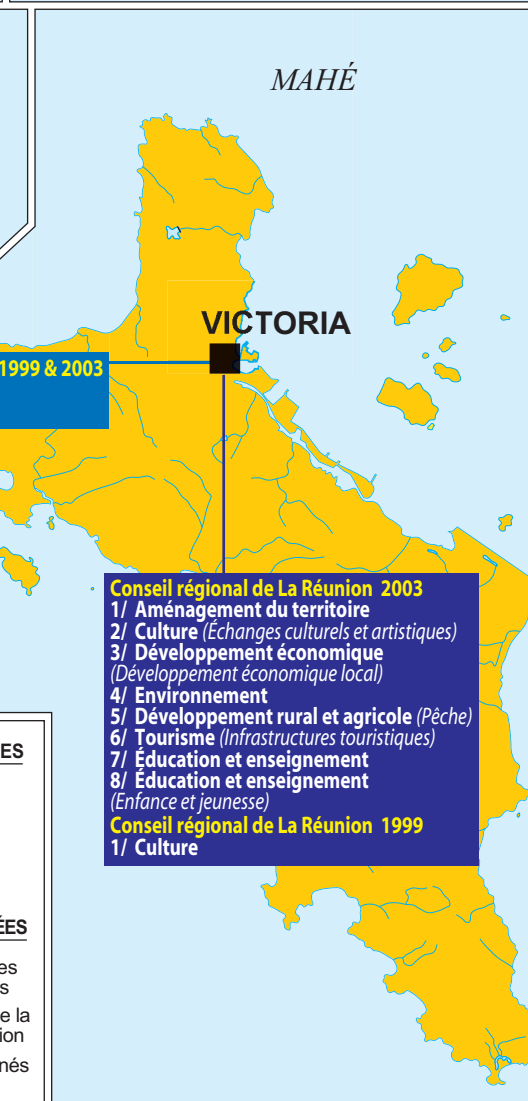 MAHÉ
VICTORIA
1999 & 2003
Conseil régional de La Réunion 2003
1/ Aménagement du territoire
2/ Culture (Échanges culturels et artistiques)
3/ Développement économique
(Développement économique local)
4/ Environnement
5/ Développement rural et agricole (Pêche)
6/ Tourisme (Infrastructures touristiques)
7/ Éducation et enseignement
8/ Éducation et enseignement
(Enfance et jeunesse)
Conseil régional de La Réunion 1999
1/ Culture